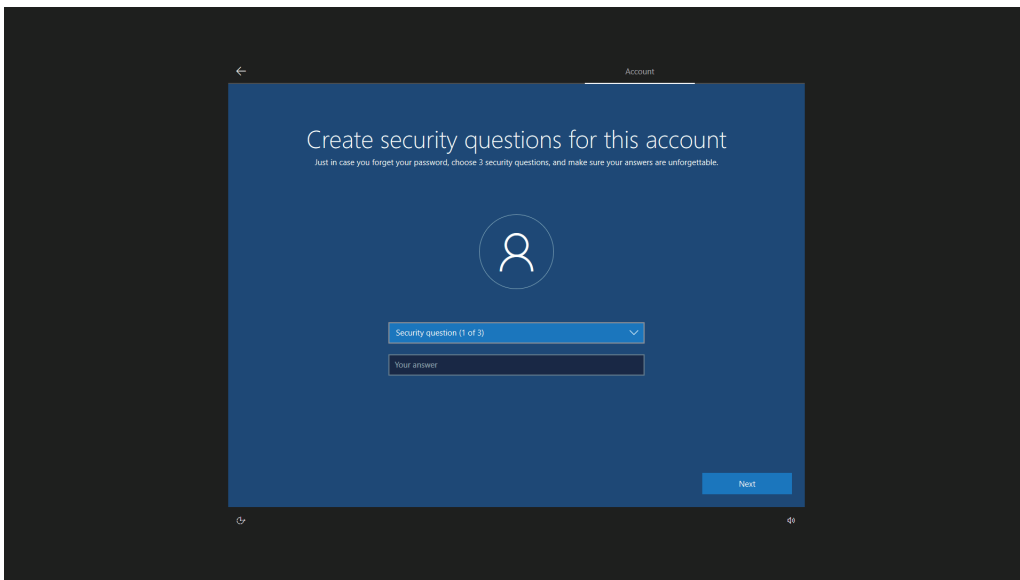 Account
Create security questions for this account
Just in case you forget your password, choose 3 security questions, and make sure your answers are unforgettable.
Security question (1 of 3)
Your answer
Next